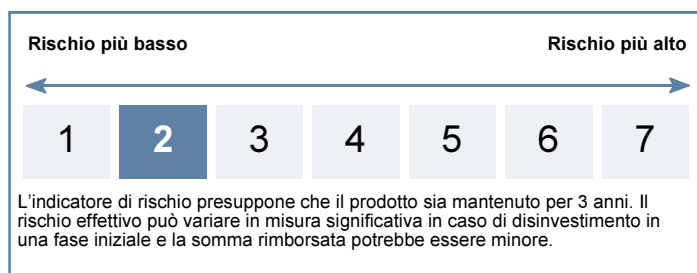 Rischio più basso Rischio più alto
1 2 3 4 5 6 7
L'indicatore di rischio presuppone che il prodotto sia mantenuto per 3 anni. Il
rischio effettivo può variare in misura significativa in caso di disinvestimento in
una fase iniziale e la somma rimborsata potrebbe essere minore.